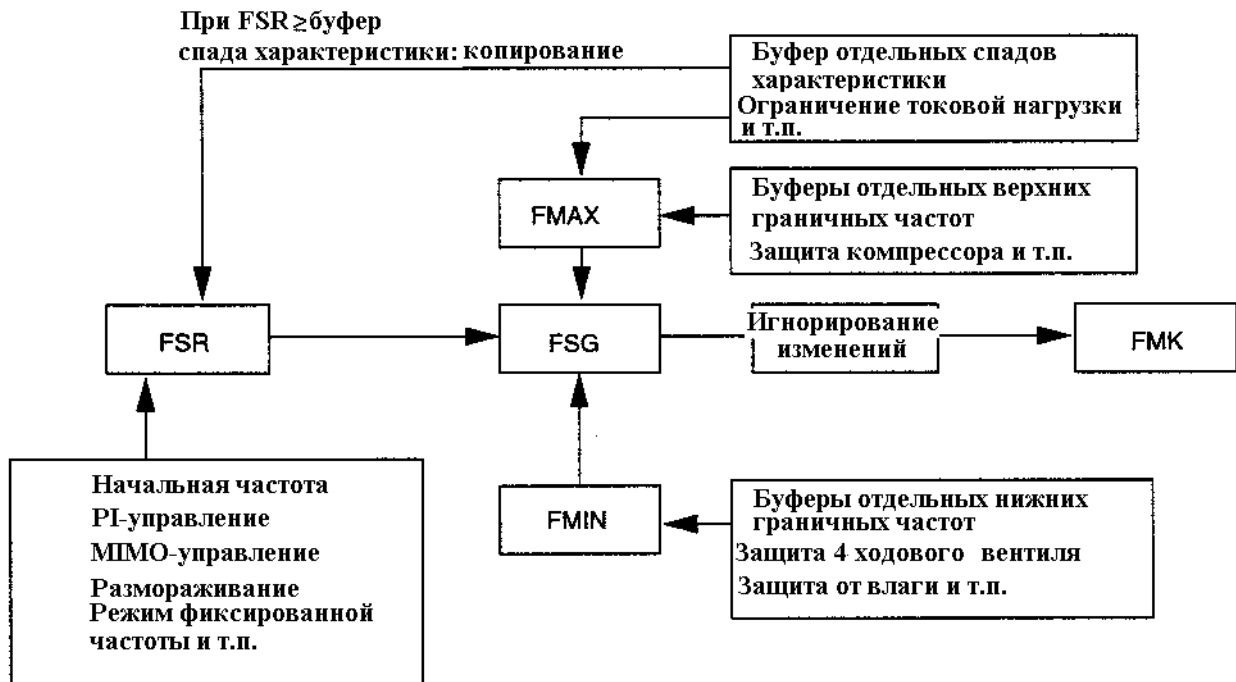 При FSR ≥ буфер
спада характеристики: копирование
Буфер отдельных спадов
характеристики
Ограничение токовой нагрузки
и т.п.
FMAX
Буферы отдельных верхних
граничных частот
Защита компрессора и т.п.
FSR
FSG
Игнорирование
изменений
FMK
Начальная частота
PI-управление
MIMO-управление
Размораживание
Режим фиксированной
частоты и т.п.
FMIN
Буферы отдельных нижних
граничных частот
Защита 4 ходового вентиля
Защита от влаги и т.п.